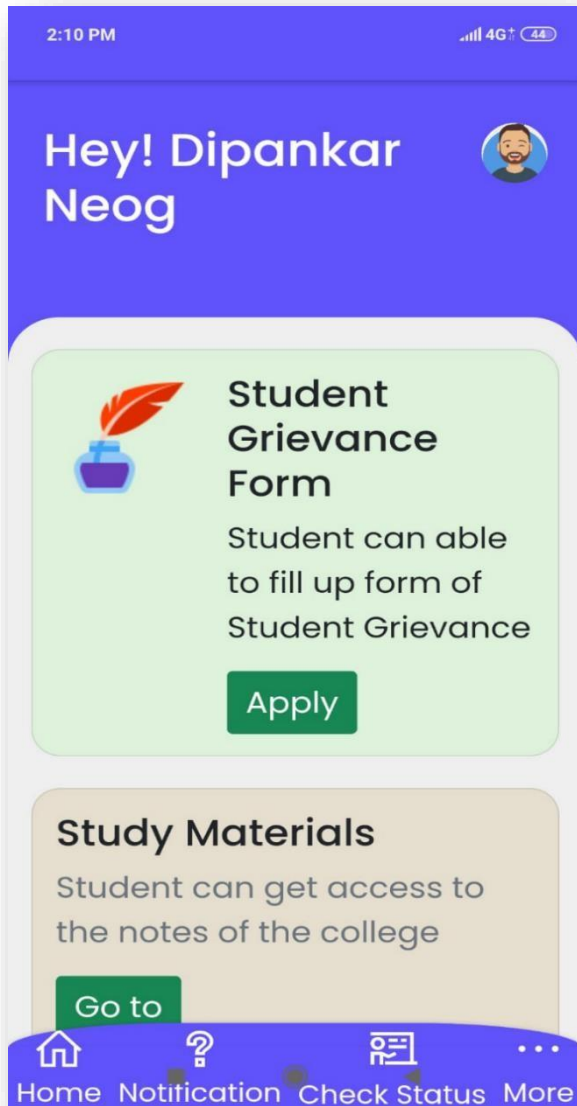 2:10 PM
4G+ 44
Hey! Dipankar
Neog
Student
Grievance
Form
Student can able
to fill up form of
Student Grievance
Apply
Study Materials
Student can get access to
the notes of the college
Go to
Home Notification Check Status More